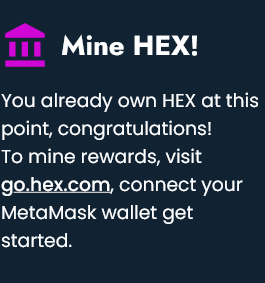 Mine HEX!
You already own HEX at this
point, congratulations!
To mine rewards, visit
go.hex.com, connect your
MetaMask wallet get
started.